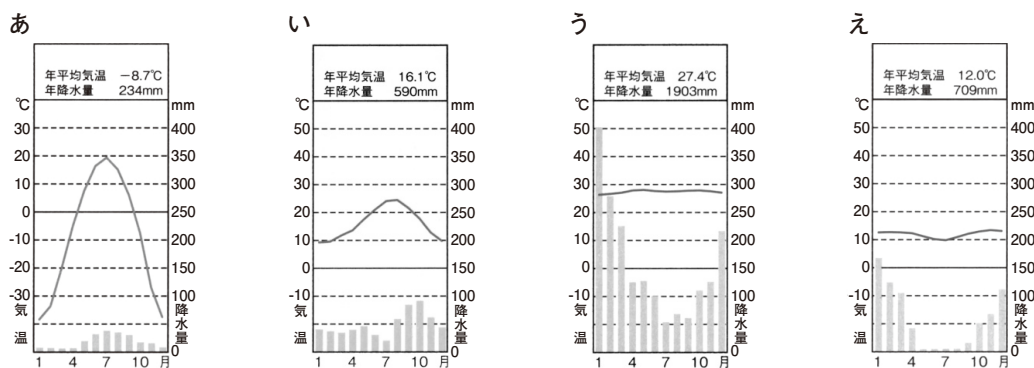 あ
年平均気温 －8.7℃
年降水量 234mm
℃ mm
30 400
20 350
10 300
0 250
-10 200
-20 150
-30 100
気温 降水量
0
1 4 7 10 月
い
年平均気温 16.1℃
年降水量 590mm
℃ mm
50 400
40 350
30 300
20 250
10 200
0 150
-10 100
気温 降水量
0
1 4 7 10 月
う
年平均気温 27.4℃
年降水量 1903mm
℃ mm
50 400
40 350
30 300
20 250
10 200
0 150
-10 100
気温 降水量
0
1 4 7 10 月
え
年平均気温 12.0℃
年降水量 709mm
℃ mm
50 400
40 350
30 300
20 250
10 200
0 150
-10 100
気温 降水量
0
1 4 7 10 月